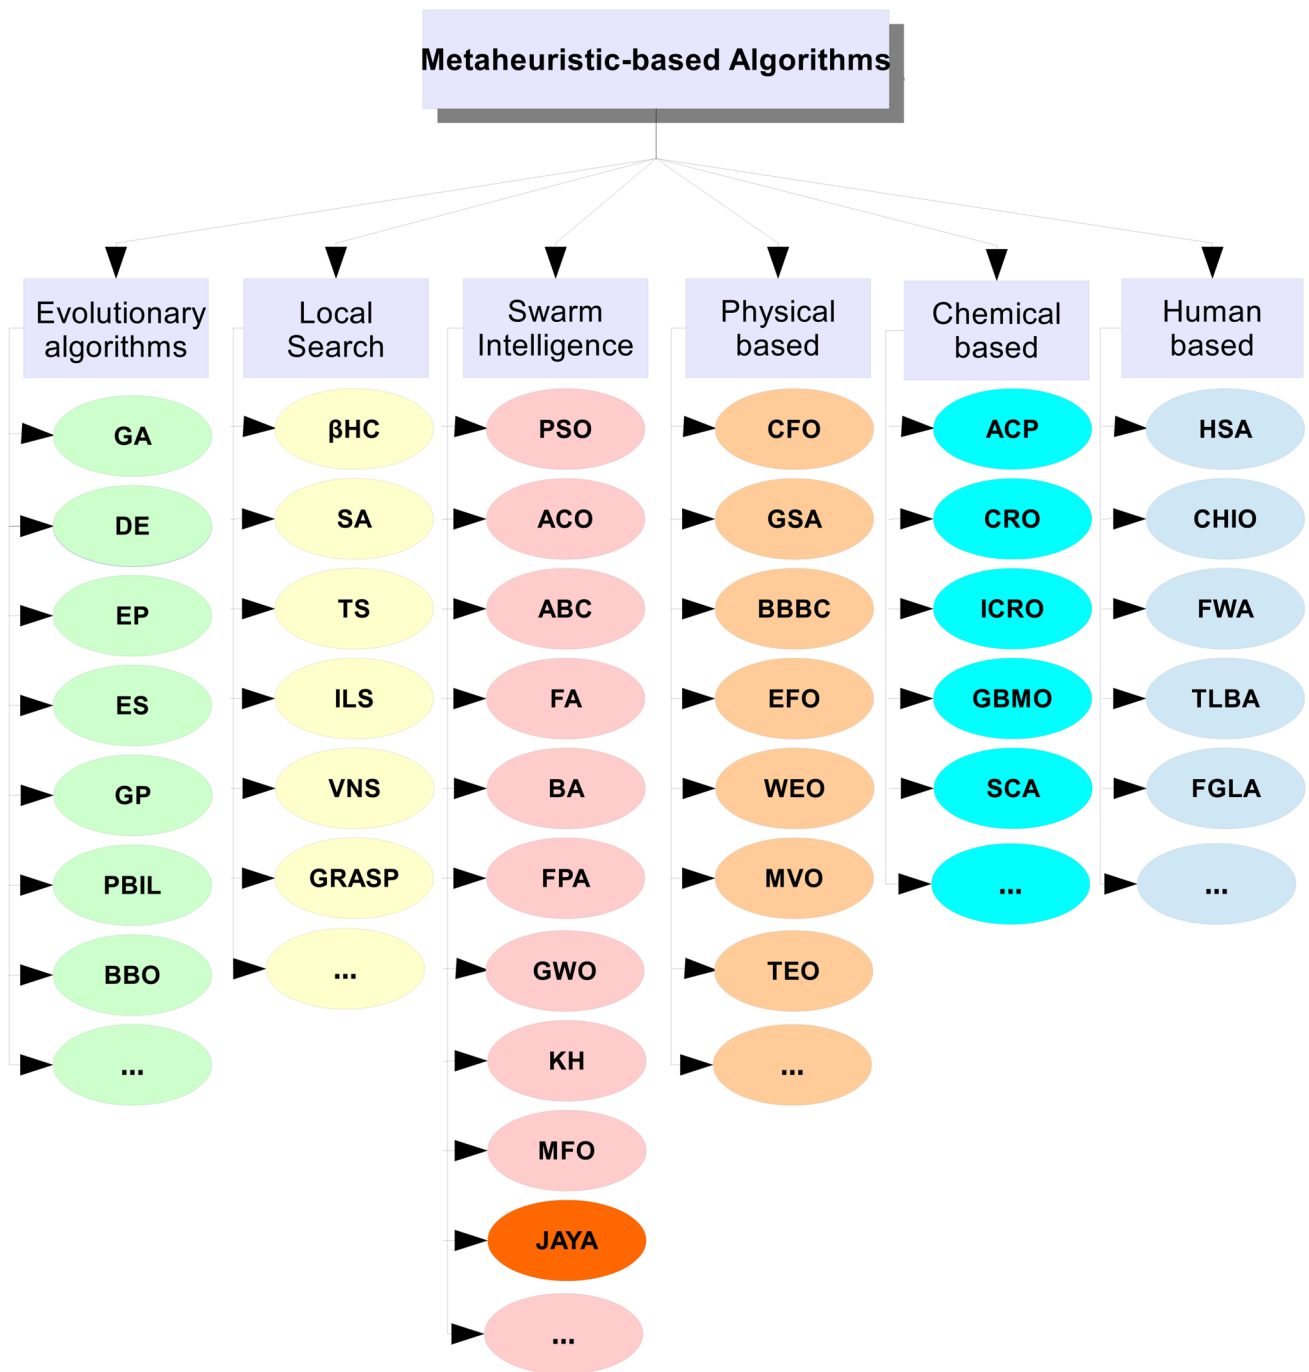 Metaheuristic-based Algorithms
Evolutionary
algorithms
GA
DE
EP
ES
GP
PBIL
BBO
...
Local
Search
βHC
SA
TS
ILS
VNS
GRASP
...
Swarm
Intelligence
PSO
ACO
ABC
FA
BA
FPA
GWO
KH
MFO
JAYA
...
Physical
based
CFO
GSA
BBBC
EFO
WEO
MVO
TEO
...
Chemical
based
ACP
CRO
ICRO
GBMO
SCA
...
Human
based
HSA
CHIO
FWA
TLBA
FGLA
...